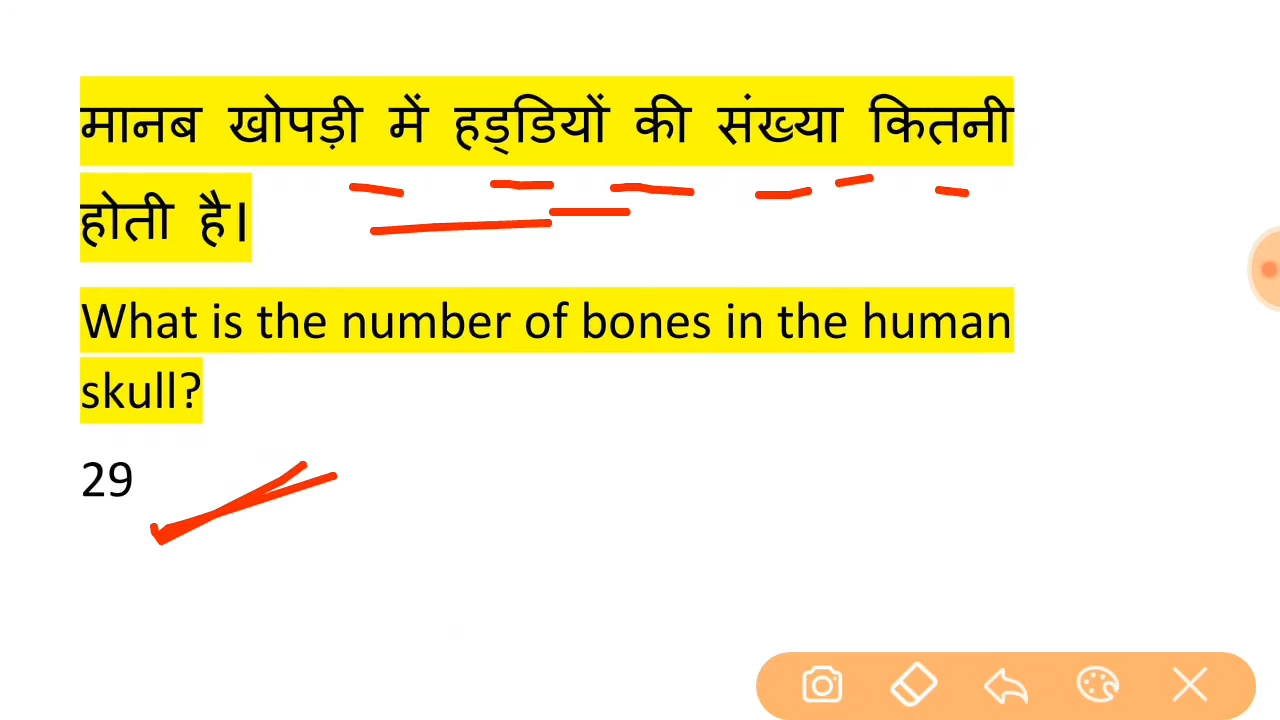 मानब खोपड़ी में हड्डियों की संख्या कितनी
होती है।
What is the number of bones in the human
skull?
29